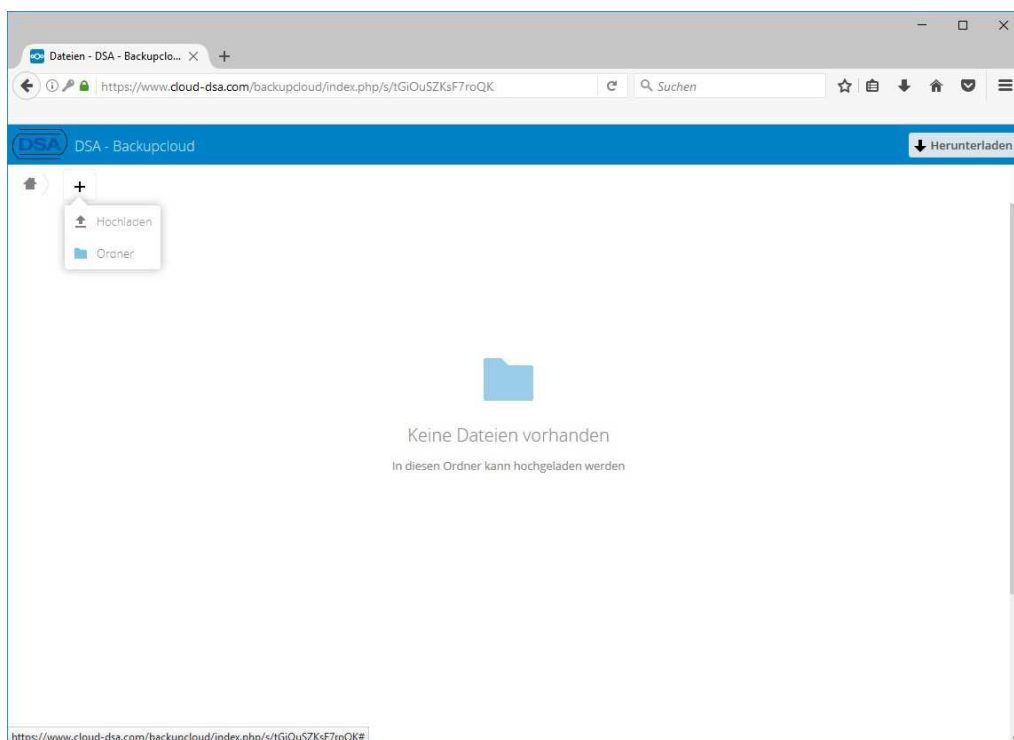 Dateien - DSA - Backupclo...
https://www.cloud-dsa.com/backupcloud/index.php/s/tGiOuSZKsF7roQK
Suchen
DSA
DSA - Backupcloud
Herunterladen
Hochladen
Ordner
Keine Dateien vorhanden
In diesen Ordner kann hochgeladen werden
https://www.cloud-dsa.com/backupcloud/index.php/s/tGiOuSZKsF7roQK#